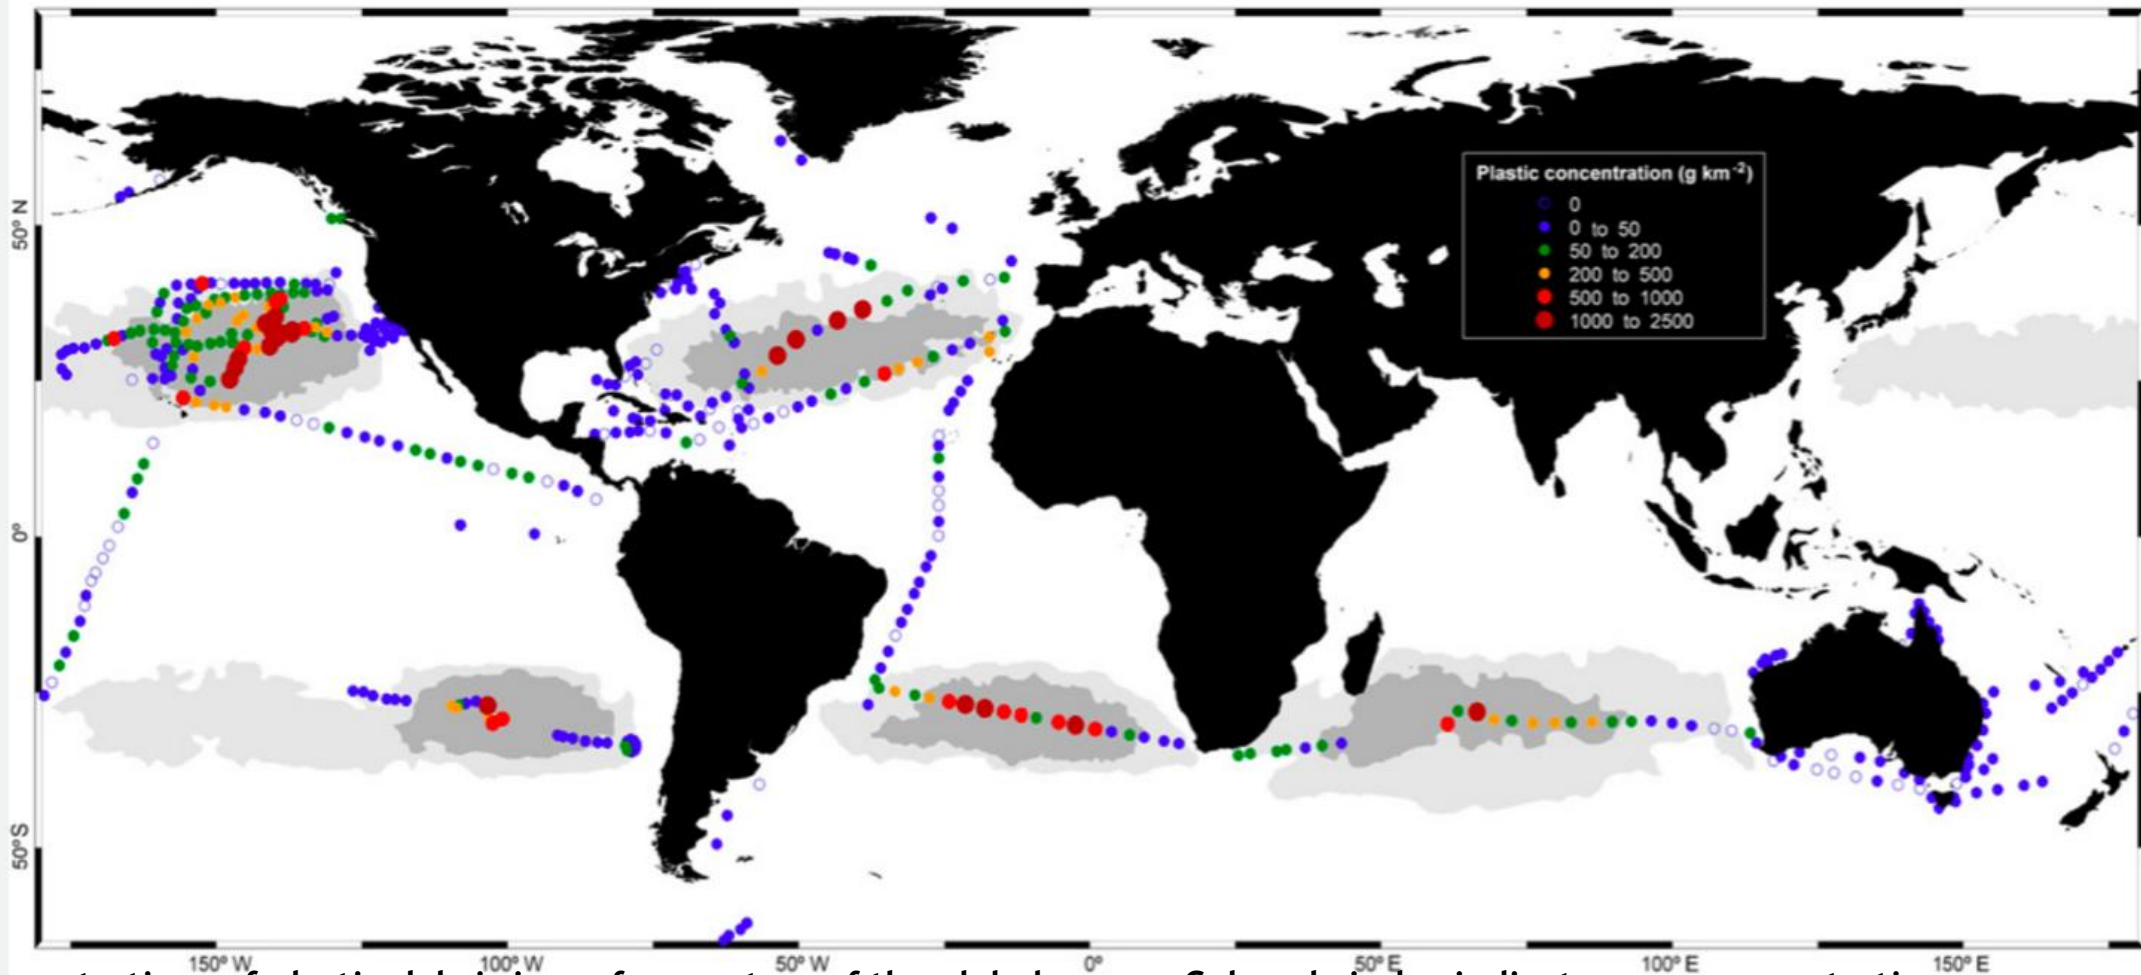 Plastic concentration (g km⁻²)
0
0 to 50
50 to 200
200 to 500
500 to 1000
1000 to 2500
50° N
0°
50°S
150° W
100° W
50° W
0°
50° E
100° E
150° E